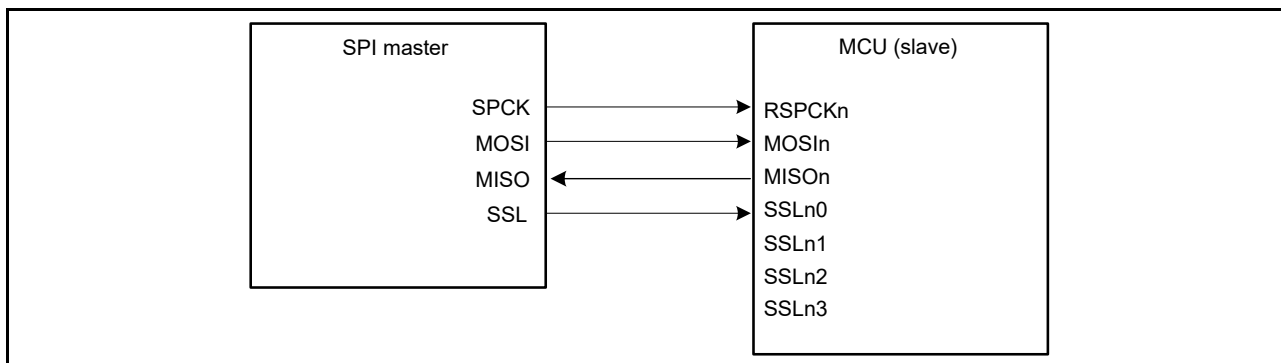 SPI master
SPCK
MOSI
MISO
SSL
MCU (slave)
RSPCKn
MOSIn
MISOn
SSLn0
SSLn1
SSLn2
SSLn3